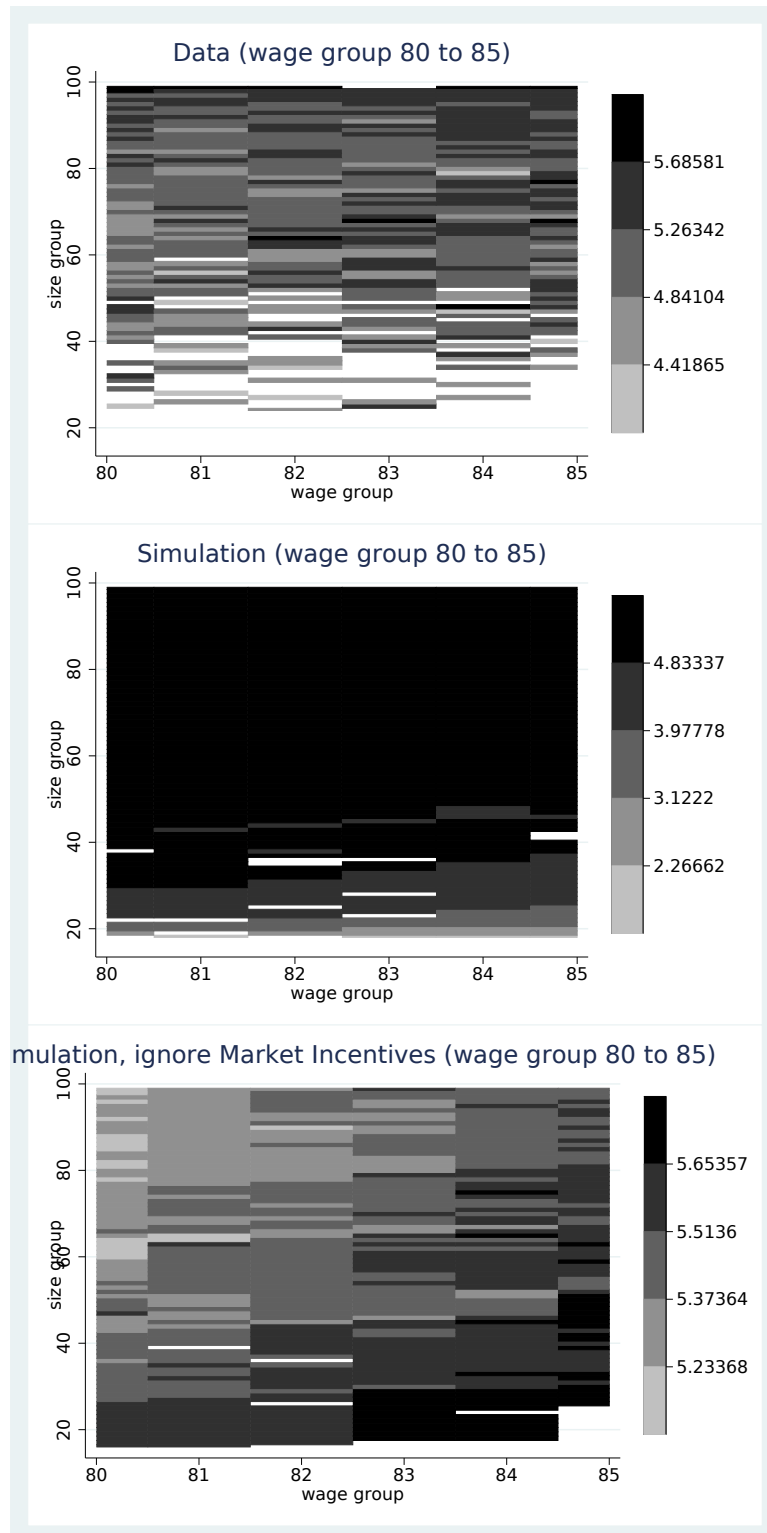 Data (wage group 80 to 85)
size group
100
80
60
40
20
80 81 82 83 84 85
wage group
5.68581
5.26342
4.84104
4.41865
Simulation (wage group 80 to 85)
size group
100
80
60
40
20
80 81 82 83 84 85
wage group
4.83337
3.97778
3.1222
2.26662
mulation, ignore Market Incentives (wage group 80 to 85)
size group
100
80
60
40
20
80 81 82 83 84 85
wage group
5.65357
5.5136
5.37364
5.23368